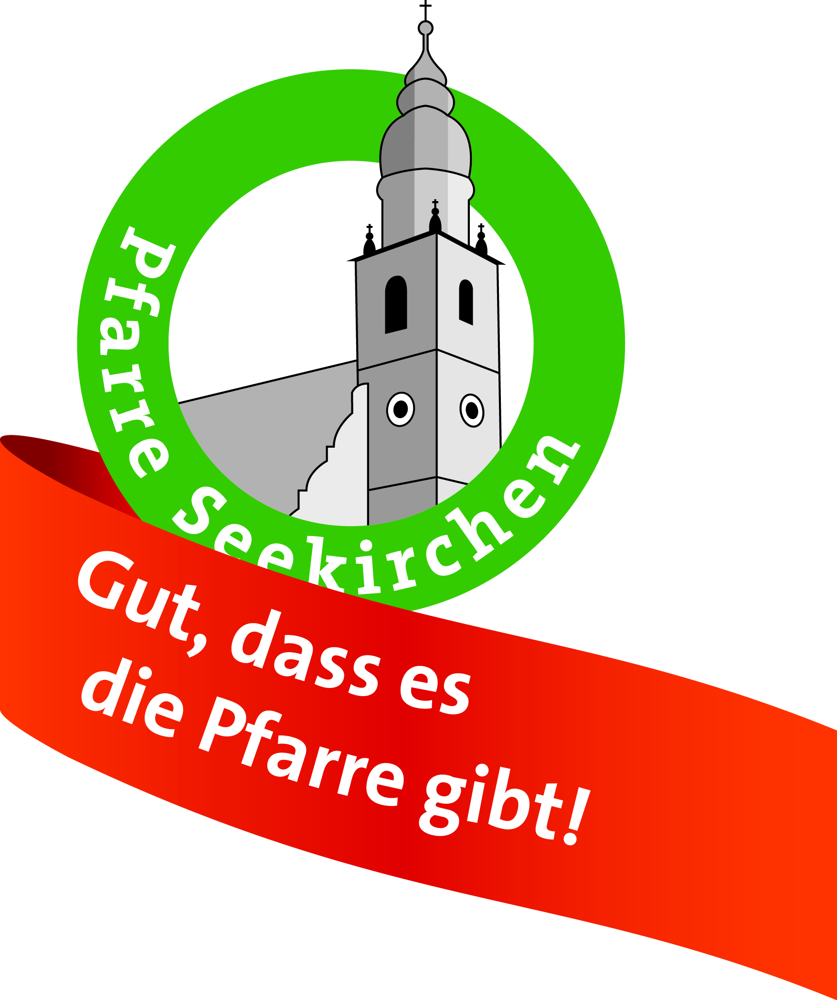 Pfarre Seekirchen
Gut, dass es
die Pfarre gibt!